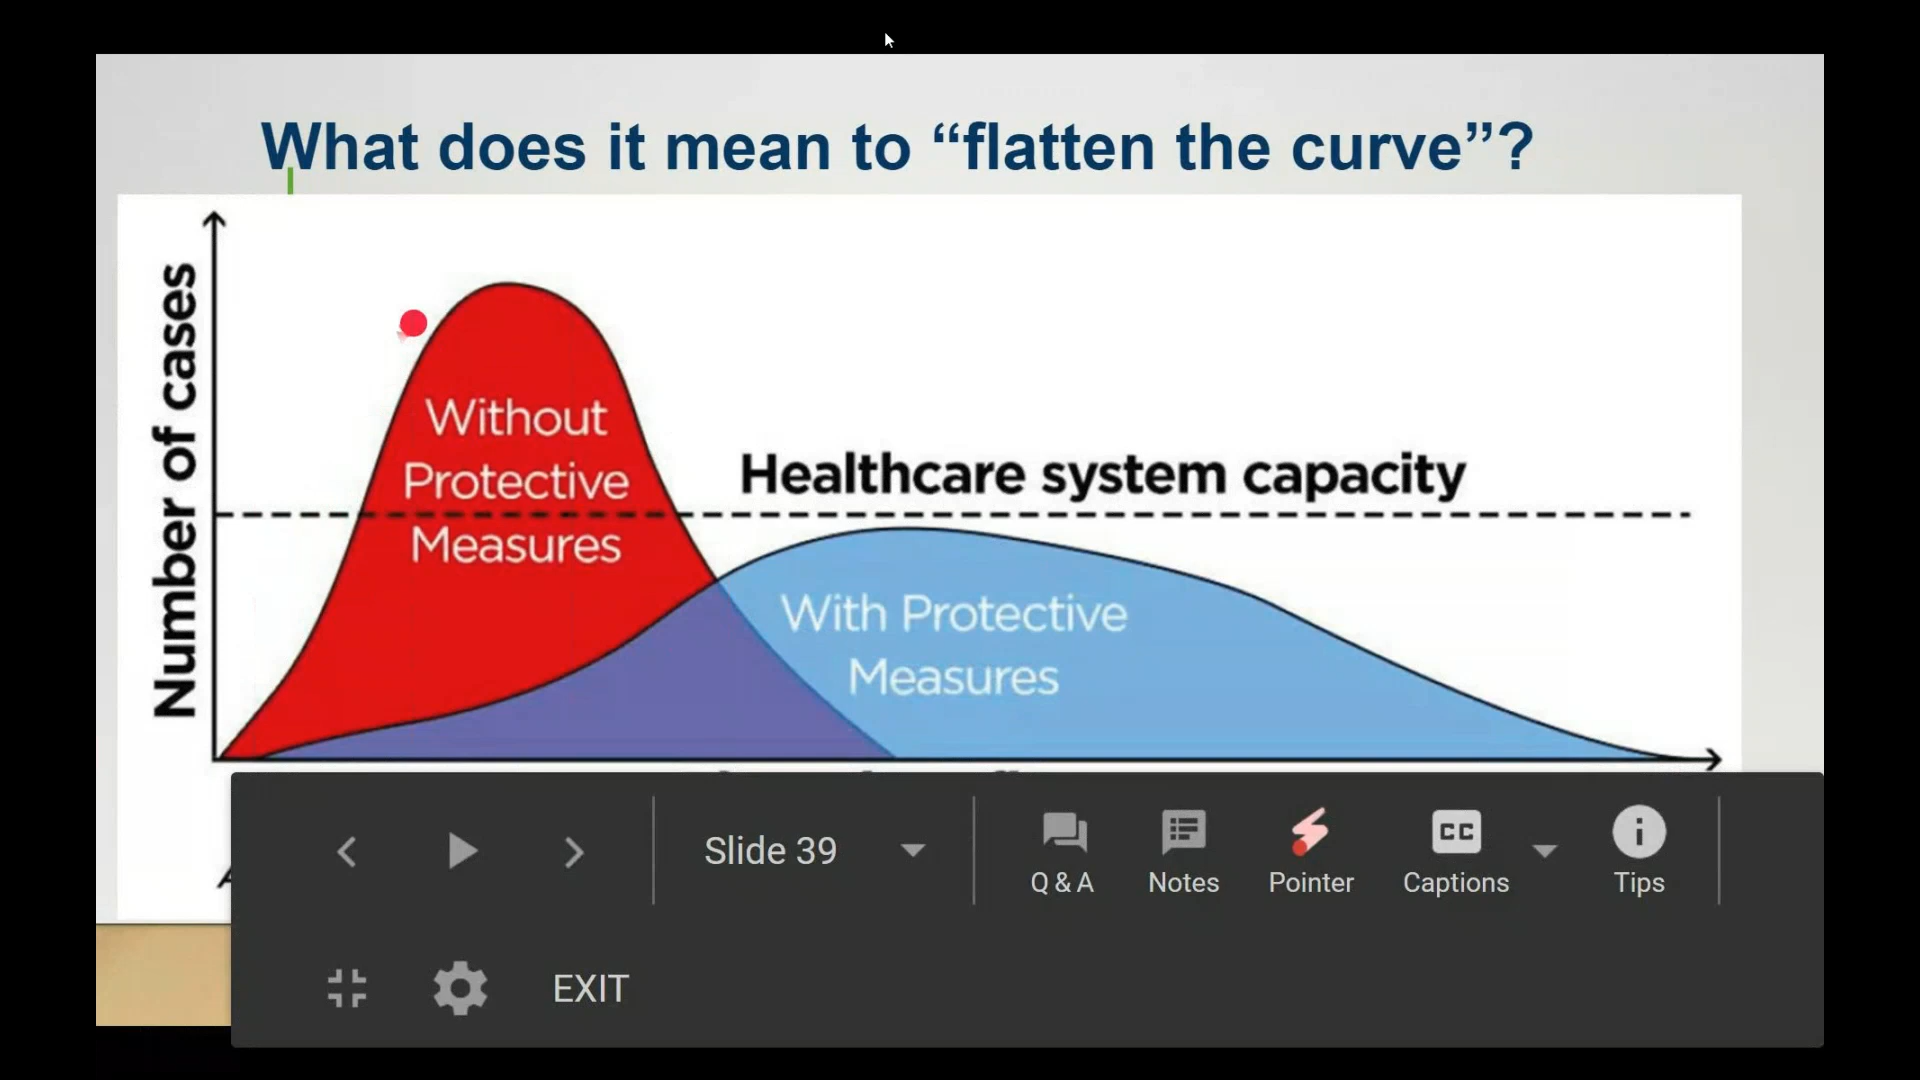 What does it mean to “flatten the curve”?
Number of cases
Without
Protective
Measures
Healthcare system capacity
With Protective
Measures
Slide 39
Q & A
Notes
Pointer
CC
Captions
Tips
EXIT